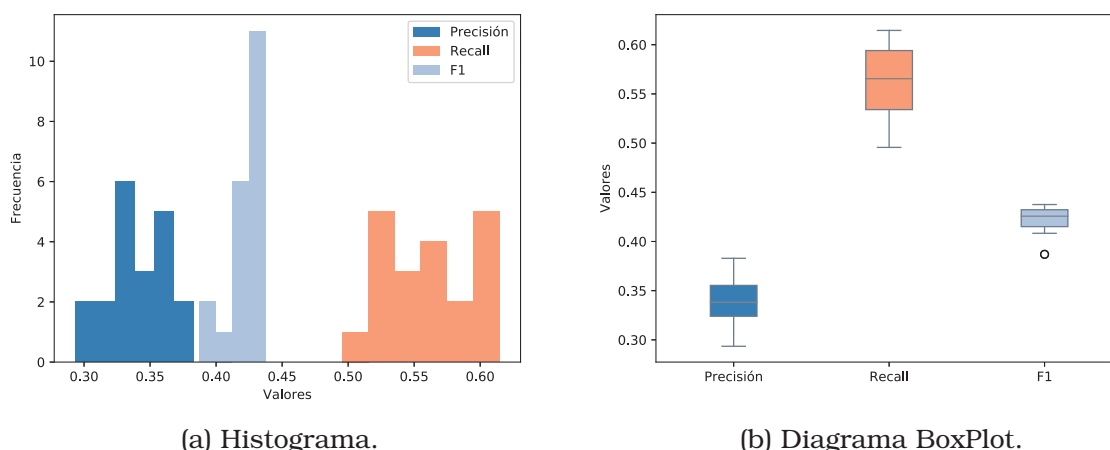 Precisión
Recall
F1
10
8
6
4
2
0
Frecuencia
0.30
0.35
0.40
0.45
0.50
0.55
0.60
Valores
(a) Histograma.
0.60
0.55
0.50
0.45
0.40
0.35
0.30
Valores
Precisión
Recall
F1
(b) Diagrama BoxPlot.